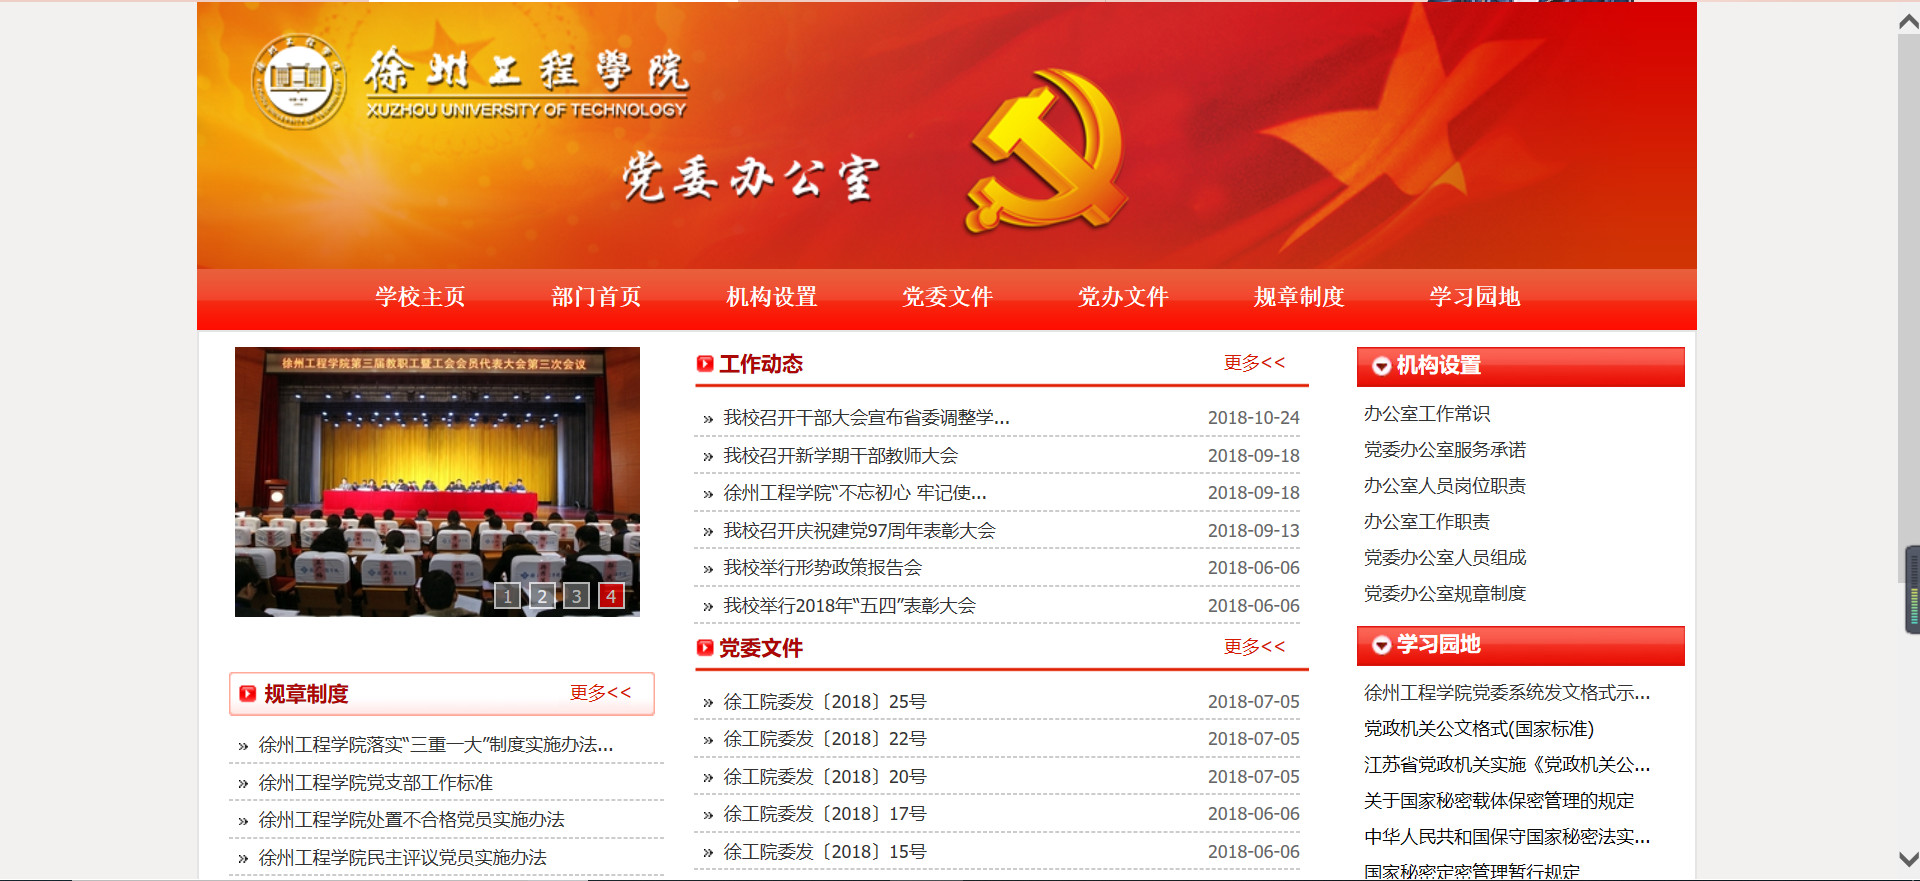 徐州工程學院
XUZHOU UNIVERSITY OF TECHNOLOGY
党委办公室
学校主页 部门首页 机构设置 党委文件 党办文件 规章制度 学习园地
徐州工程学院第三届教职工暨工会会员代表大会第三次会议
1 2 3 4
规章制度 更多<<
» 徐州工程学院落实“三重一大”制度实施办法...
» 徐州工程学院党支部工作标准
» 徐州工程学院处置不合格党员实施办法
» 徐州工程学院民主评议党员实施办法
工作动态 更多<<
» 我校召开干部大会宣布省委调整学... 2018-10-24
» 我校召开新学期干部教师大会 2018-09-18
» 徐州工程学院“不忘初心 牢记使... 2018-09-18
» 我校召开庆祝建党97周年表彰大会 2018-09-13
» 我校举行形势政策报告会 2018-06-06
» 我校举行2018年“五四”表彰大会 2018-06-06
党委文件 更多<<
» 徐工院委发〔2018〕25号 2018-07-05
» 徐工院委发〔2018〕22号 2018-07-05
» 徐工院委发〔2018〕20号 2018-07-05
» 徐工院委发〔2018〕17号 2018-06-06
» 徐工院委发〔2018〕15号 2018-06-06
机构设置
办公室工作常识
党委办公室服务承诺
办公室人员岗位职责
办公室工作职责
党委办公室人员组成
党委办公室规章制度
学习园地
徐州工程学院党委系统发文格式示...
党政机关公文格式(国家标准)
江苏省党政机关实施《党政机关公...
关于国家秘密载体保密管理的规定
中华人民共和国保守国家秘密法实...
国家秘密定密管理暂行规定